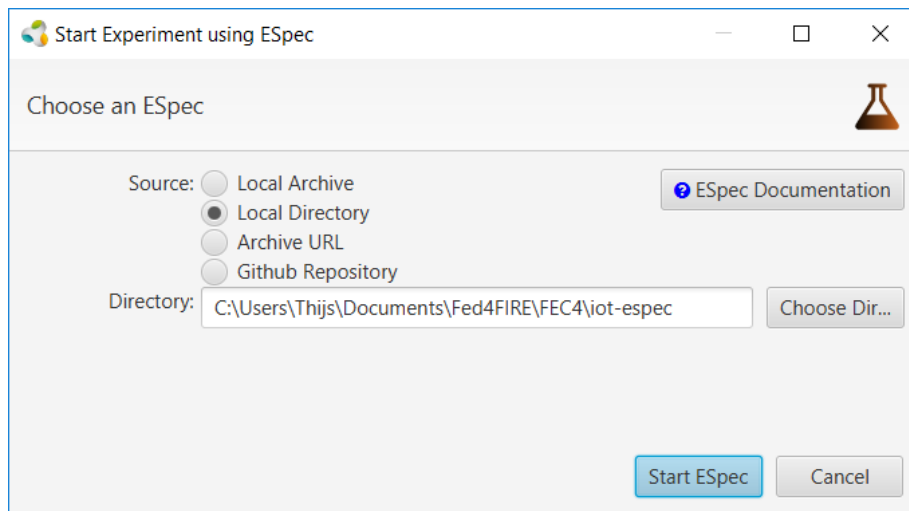 Start Experiment using ESpec
Choose an ESpec
Source: Local Archive
ESpec Documentation
Local Directory
Archive URL
Github Repository
Directory: C:\Users\Thijs\Documents\Fed4FIRE\FEC4\iot-espec Choose Dir...
Start ESpec Cancel